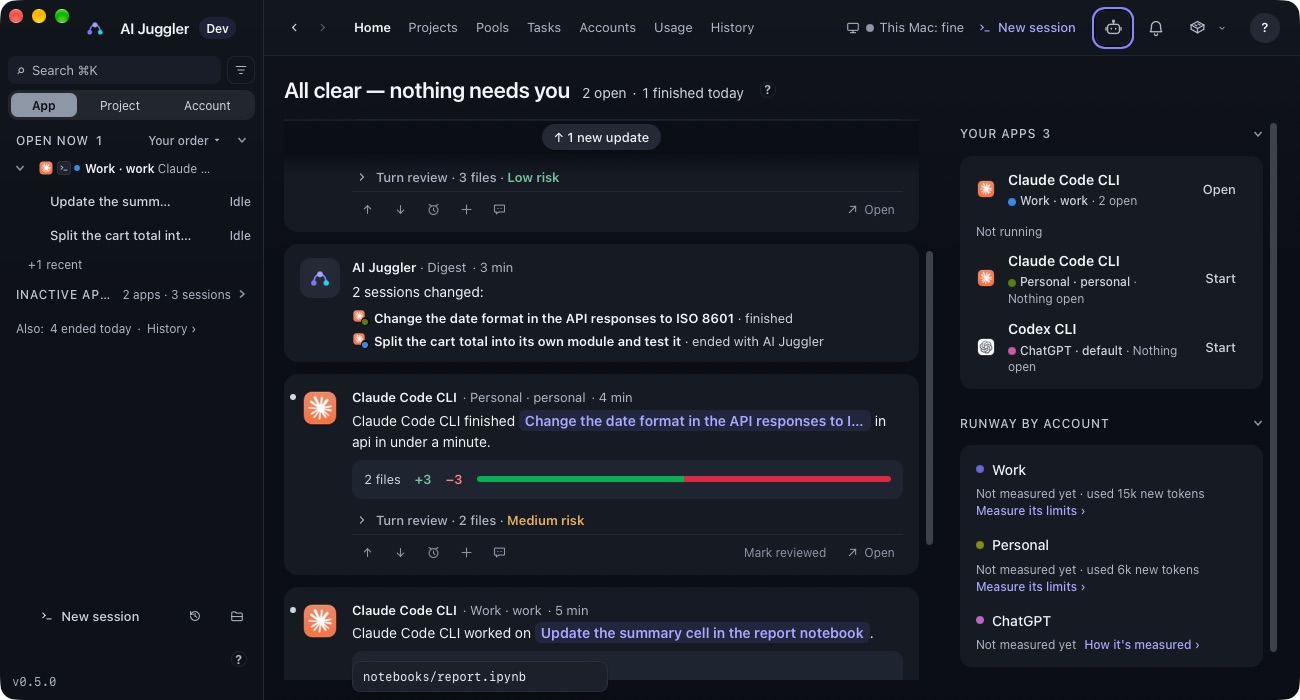 AI Juggler Dev
Search ⌘K
App Project Account
OPEN NOW 1 Your order
Work · work Claude ...
Update the summ... Idle
Split the cart total int... Idle
+1 recent
INACTIVE AP... 2 apps · 3 sessions
Also: 4 ended today · History ›
New session
?
v0.5.0
Home Projects Pools Tasks Accounts Usage History
This Mac: fine
New session
?
All clear — nothing needs you 2 open · 1 finished today ?
↑ 1 new update
Turn review · 3 files · Low risk
Open
AI Juggler · Digest · 3 min
2 sessions changed:
Change the date format in the API responses to ISO 8601 · finished
Split the cart total into its own module and test it · ended with AI Juggler
Claude Code CLI · Personal · personal · 4 min
Claude Code CLI finished Change the date format in the API responses to I... in
api in under a minute.
2 files +3 −3
Turn review · 2 files · Medium risk
Mark reviewed Open
Claude Code CLI · Work · work · 5 min
Claude Code CLI worked on Update the summary cell in the report notebook .
notebooks/report.ipynb
YOUR APPS 3
Claude Code CLI
Work · work · 2 open
Open
Not running
Claude Code CLI
Personal · personal ·
Nothing open
Start
Codex CLI
ChatGPT · default · Nothing
open
Start
RUNWAY BY ACCOUNT
Work
Not measured yet · used 15k new tokens
Measure its limits ›
Personal
Not measured yet · used 6k new tokens
Measure its limits ›
ChatGPT
Not measured yet How it's measured ›